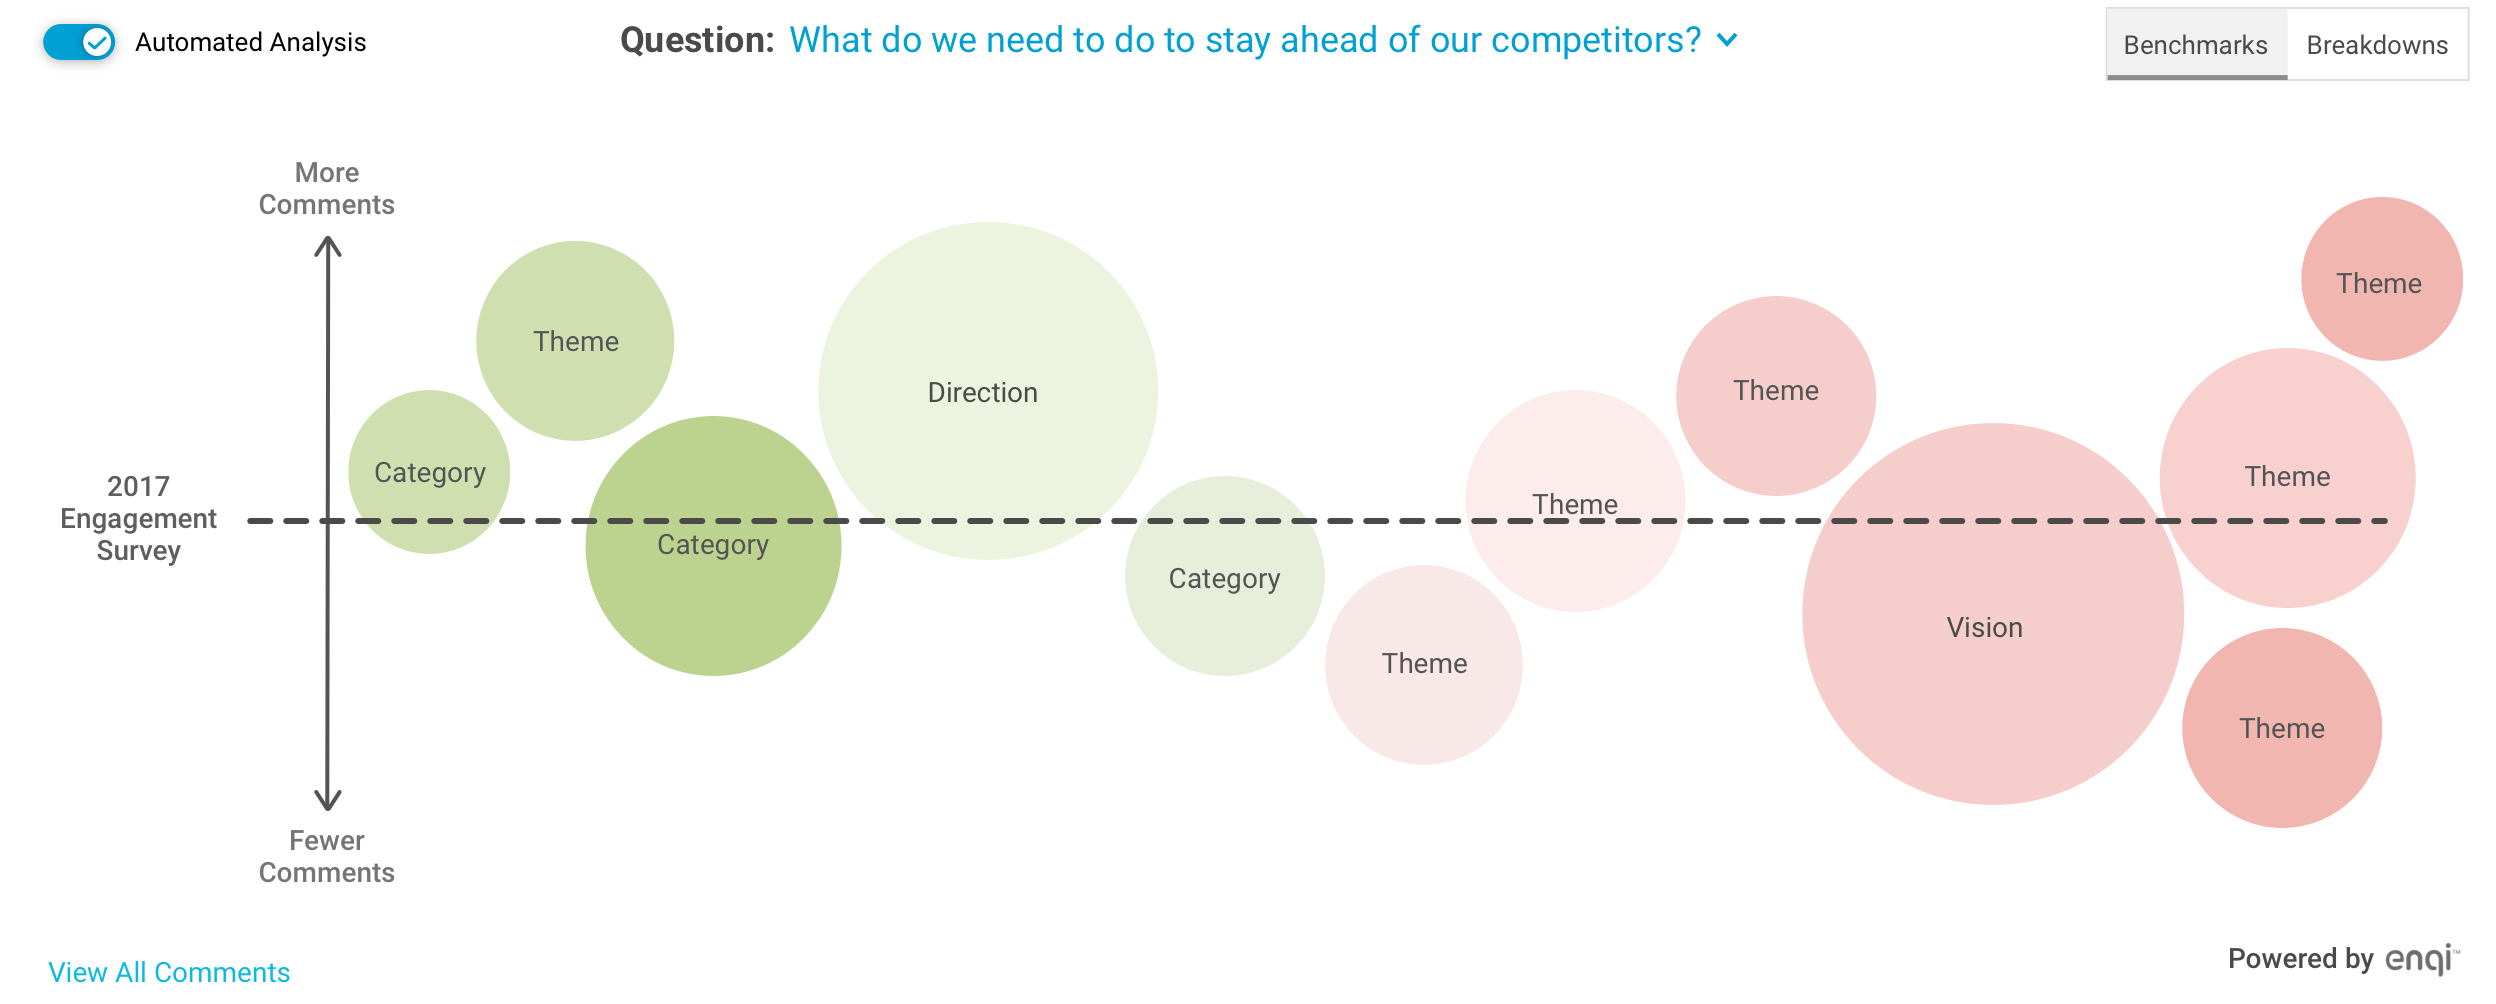 Automated Analysis
Question: What do we need to do to stay ahead of our competitors?
Benchmarks
Breakdowns
More
Comments
2017
Engagement
Survey
Fewer
Comments
Category
Theme
Category
Direction
Category
Theme
Theme
Theme
Vision
Theme
Theme
Theme
View All Comments
Powered by enqi™